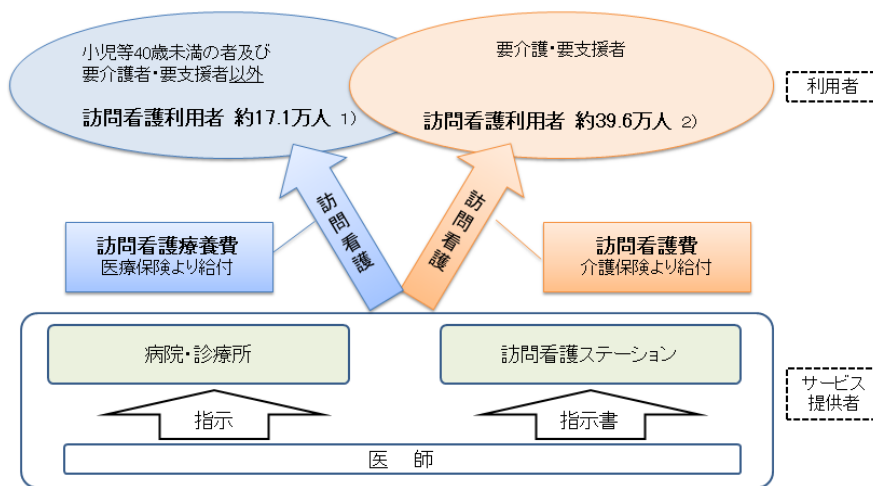 小児等40歳未満の者及び
要介護者・要支援者以外
訪問看護利用者 約17.1万人 1)
要介護・要支援者
訪問看護利用者 約39.6万人 2)
利用者
訪問看護
訪問看護
訪問看護療養費
医療保険より給付
訪問看護費
介護保険より給付
病院・診療所
訪問看護ステーション
サービス
提供者
指示
指示書
医 師